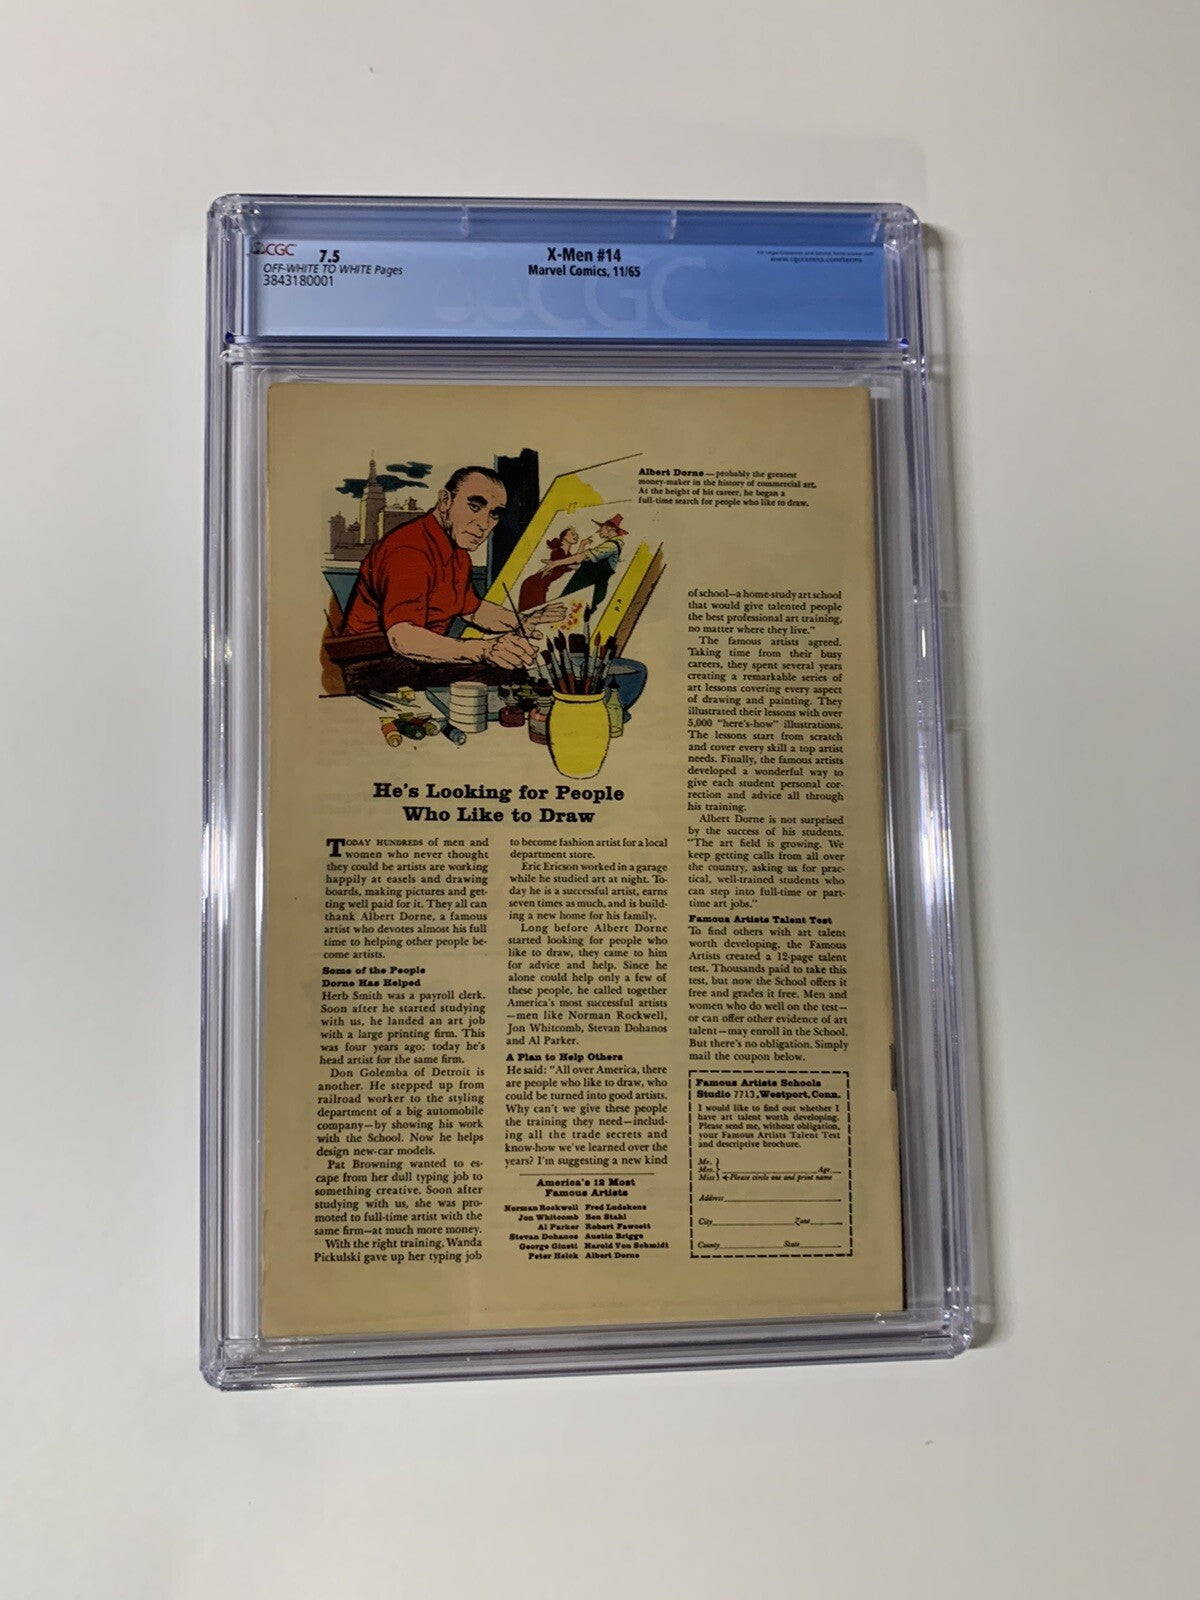 CGC 7.5
OFF-WHITE TO WHITE Pages
3843180001
X-Men #14
Marvel Comics, 11/65
www.cgccomics.com/terms
CGC
Albert Dorne — probably the greatest
money-maker in the history of commercial art.
At the height of his career, he began a
full-time search for people who like to draw.
He's Looking for People
Who Like to Draw
TODAY HUNDREDS of men and
women who never thought
they could be artists are working
happily at easels and drawing
boards, making pictures and get-
ting well paid for it. They all can
thank Albert Dorne, a famous
artist who devotes almost his full
time to helping other people be-
come artists.
Some of the People
Dorne Has Helped
Herb Smith was a payroll clerk.
Soon after he started studying
with us, he landed an art job
with a large printing firm. This
was four years ago; today he's
head artist for the same firm.
Don Golemba of Detroit is
another. He stepped up from
railroad worker to the styling
department of a big automobile
company—by showing his work
with the School. Now he helps
design new-car models.
Pat Browning wanted to es-
cape from her dull typing job to
something creative. Soon after
studying with us, she was pro-
moted to full-time artist with the
same firm—at much more money.
With the right training, Wanda
Pickulski gave up her typing job
to become fashion artist for a local
department store.
Eric Ericson worked in a garage
while he studied art at night. To-
day he is a successful artist, earns
seven times as much, and is build-
ing a new home for his family.
Long before Albert Dorne
started looking for people who
like to draw, they came to him
for advice and help. Since he
alone could help only a few of
these people, he called together
America's most successful artists
—men like Norman Rockwell,
Jon Whitcomb, Stevan Dohanos
and Al Parker.
A Plan to Help Others
He said: "All over America, there
are people who like to draw, who
could be turned into good artists.
Why can't we give these people
the training they need—includ-
ing all the trade secrets and
know-how we've learned over the
years? I'm suggesting a new kind
America's 12 Most
Famous Artists
Norman Rockwell Fred Ludekens
Jon Whitcomb Ben Stahl
Al Parker Robert Fawcett
Stevan Dohanos Austin Briggs
George Giusti Harold Von Schmidt
Peter Helck Albert Dorne
of school—a home-study art school
that would give talented people
the best professional art training,
no matter where they live."
The famous artists agreed.
Taking time from their busy
careers, they spent several years
creating a remarkable series of
art lessons covering every aspect
of drawing and painting. They
illustrated their lessons with over
5,000 "here's-how" illustrations.
The lessons start from scratch
and cover every skill a top artist
needs. Finally, the famous artists
developed a wonderful way to
give each student personal cor-
rection and advice all through
his training.
Albert Dorne is not surprised
by the success of his students.
"The art field is growing. We
keep getting calls from all over
the country, asking us for prac-
tical, well-trained students who
can step into full-time or part-
time art jobs."
Famous Artists Talent Test
To find others with art talent
worth developing, the Famous
Artists created a 12-page talent
test. Thousands paid to take this
test, but now the School offers it
free and grades it free. Men and
women who do well on the test—
or can offer other evidence of art
talent—may enroll in the School.
But there's no obligation. Simply
mail the coupon below.
Famous Artists Schools
Studio 7713, Westport, Conn.
I would like to find out whether I
have art talent worth developing.
Please send me, without obligation,
your Famous Artists Talent Test
and descriptive brochure.
Mr.
Mrs. Age
Miss Please circle one and print name
Address
City Zone
County State